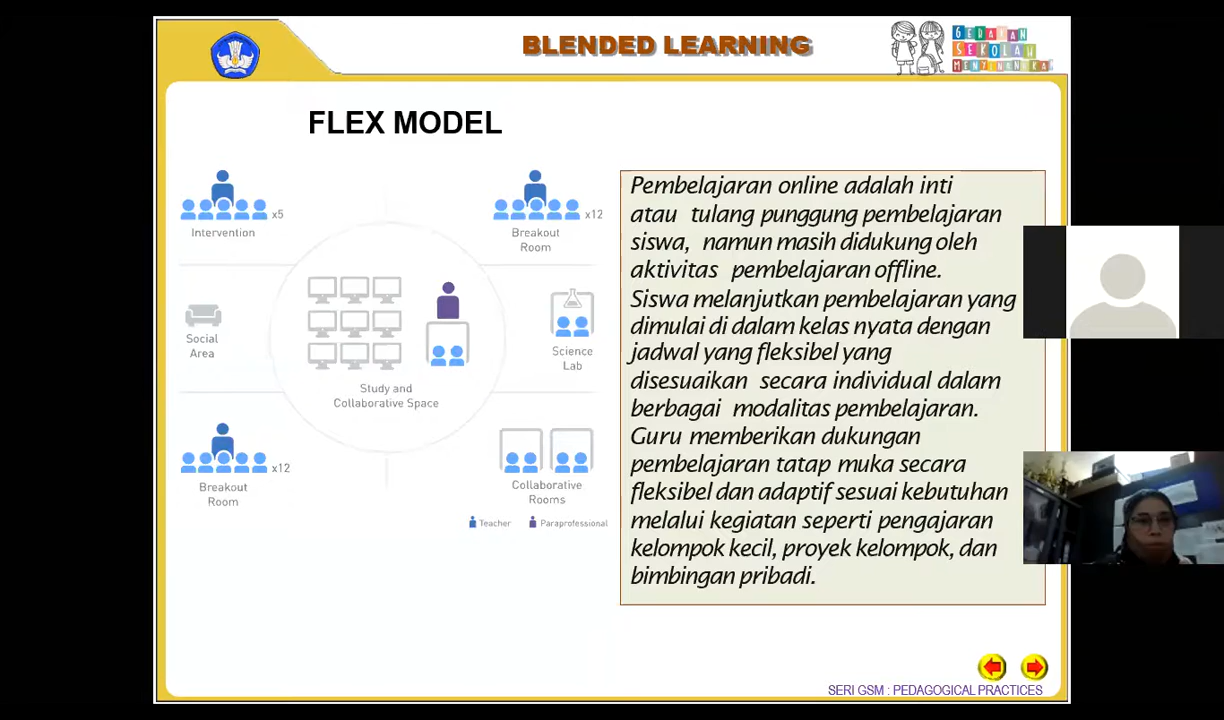 BLENDED LEARNING
GERAKAN
SEKOLAH
MENYENANGKAN
FLEX MODEL
x5
Intervention
x12
Breakout
Room
Social
Area
Study and
Collaborative Space
Science
Lab
x12
Breakout
Room
Collaborative
Rooms
Teacher
Paraprofessional
Pembelajaran online adalah inti
atau tulang punggung pembelajaran
siswa, namun masih didukung oleh
aktivitas pembelajaran offline.
Siswa melanjutkan pembelajaran yang
dimulai di dalam kelas nyata dengan
jadwal yang fleksibel yang
disesuaikan secara individual dalam
berbagai modalitas pembelajaran.
Guru memberikan dukungan
pembelajaran tatap muka secara
fleksibel dan adaptif sesuai kebutuhan
melalui kegiatan seperti pengajaran
kelompok kecil, proyek kelompok, dan
bimbingan pribadi.
SERI GSM : PEDAGOGICAL PRACTICES